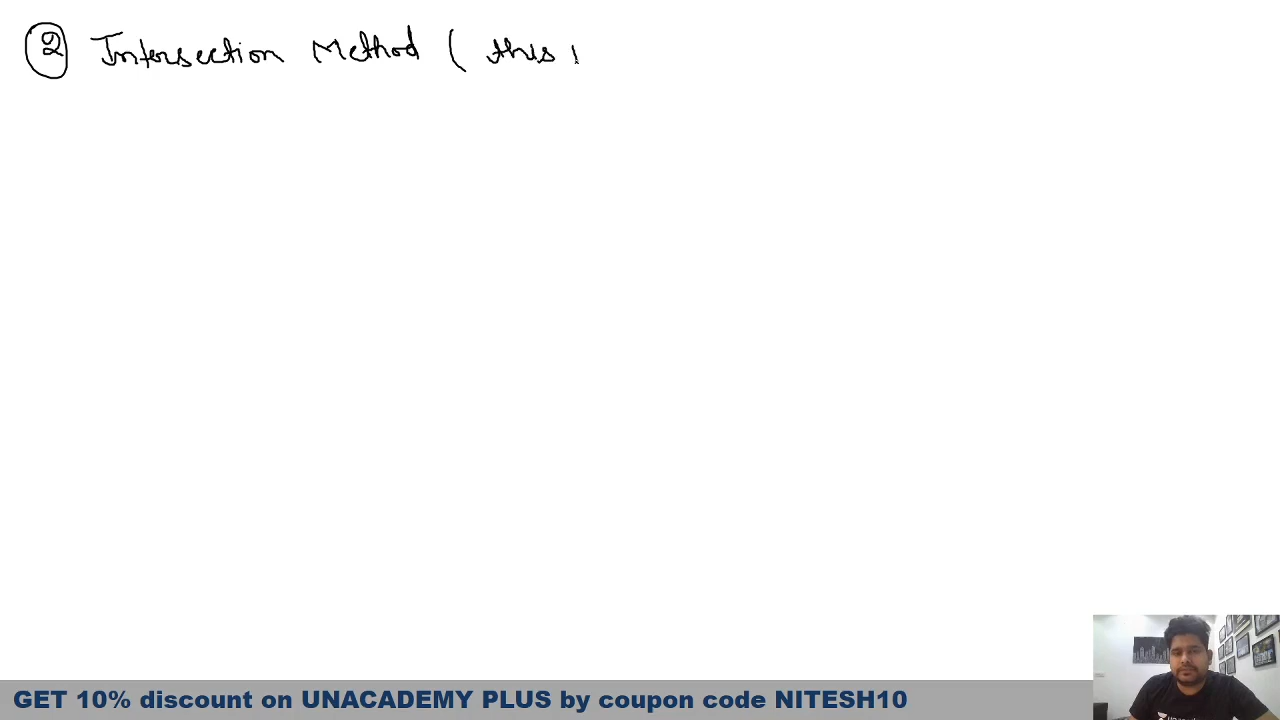 ② Intersection Method ( this
GET 10% discount on UNACADEMY PLUS by coupon code NITESH10